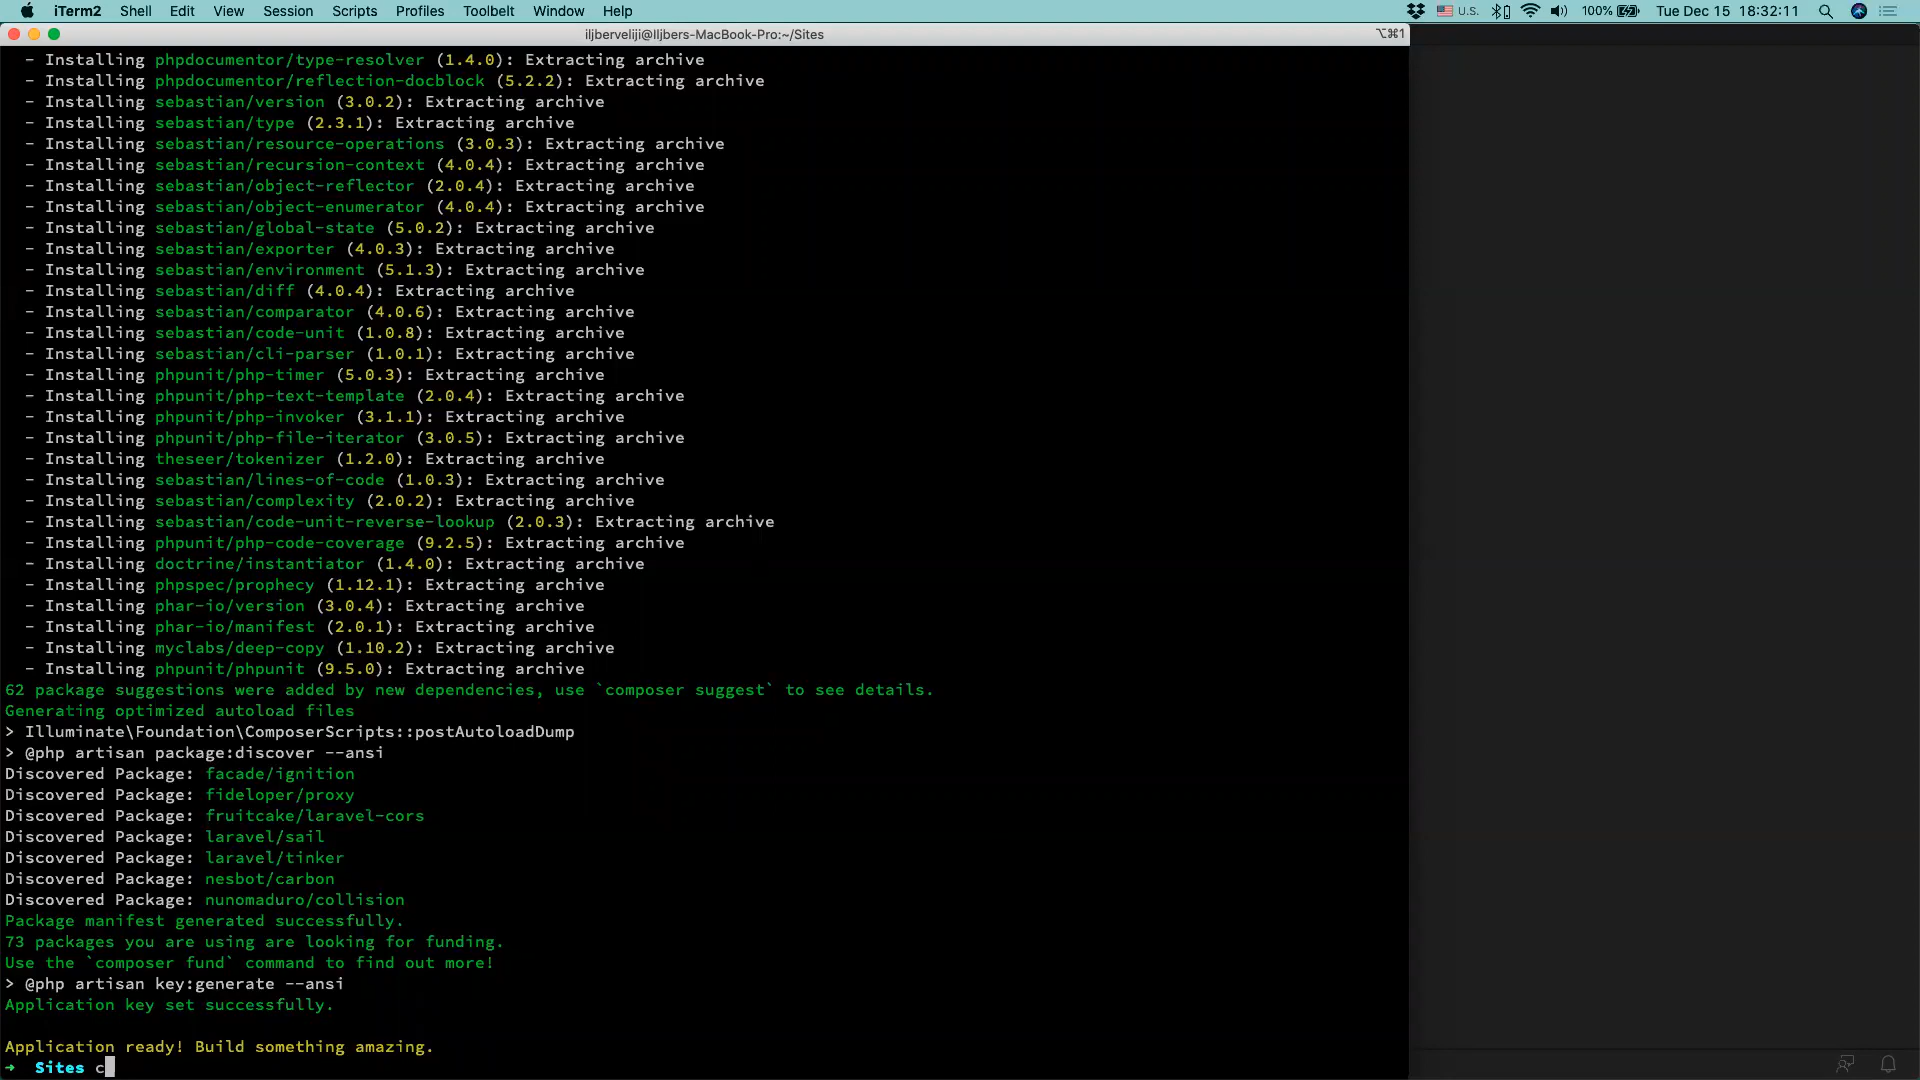 iTerm2 Shell Edit View Session Scripts Profiles Toolbelt Window Help U.S. 100% Tue Dec 15 18:32:11
iljberveliji@Iljbers-MacBook-Pro:~/Sites ⌥⌘1
- Installing phpdocumentor/type-resolver (1.4.0): Extracting archive
- Installing phpdocumentor/reflection-docblock (5.2.2): Extracting archive
- Installing sebastian/version (3.0.2): Extracting archive
- Installing sebastian/type (2.3.1): Extracting archive
- Installing sebastian/resource-operations (3.0.3): Extracting archive
- Installing sebastian/recursion-context (4.0.4): Extracting archive
- Installing sebastian/object-reflector (2.0.4): Extracting archive
- Installing sebastian/object-enumerator (4.0.4): Extracting archive
- Installing sebastian/global-state (5.0.2): Extracting archive
- Installing sebastian/exporter (4.0.3): Extracting archive
- Installing sebastian/environment (5.1.3): Extracting archive
- Installing sebastian/diff (4.0.4): Extracting archive
- Installing sebastian/comparator (4.0.6): Extracting archive
- Installing sebastian/code-unit (1.0.8): Extracting archive
- Installing sebastian/cli-parser (1.0.1): Extracting archive
- Installing phpunit/php-timer (5.0.3): Extracting archive
- Installing phpunit/php-text-template (2.0.4): Extracting archive
- Installing phpunit/php-invoker (3.1.1): Extracting archive
- Installing phpunit/php-file-iterator (3.0.5): Extracting archive
- Installing theseer/tokenizer (1.2.0): Extracting archive
- Installing sebastian/lines-of-code (1.0.3): Extracting archive
- Installing sebastian/complexity (2.0.2): Extracting archive
- Installing sebastian/code-unit-reverse-lookup (2.0.3): Extracting archive
- Installing phpunit/php-code-coverage (9.2.5): Extracting archive
- Installing doctrine/instantiator (1.4.0): Extracting archive
- Installing phpspec/prophecy (1.12.1): Extracting archive
- Installing phar-io/version (3.0.4): Extracting archive
- Installing phar-io/manifest (2.0.1): Extracting archive
- Installing myclabs/deep-copy (1.10.2): Extracting archive
- Installing phpunit/phpunit (9.5.0): Extracting archive
62 package suggestions were added by new dependencies, use `composer suggest` to see details.
Generating optimized autoload files
> Illuminate\Foundation\ComposerScripts::postAutoloadDump
> @php artisan package:discover --ansi
Discovered Package: facade/ignition
Discovered Package: fideloper/proxy
Discovered Package: fruitcake/laravel-cors
Discovered Package: laravel/sail
Discovered Package: laravel/tinker
Discovered Package: nesbot/carbon
Discovered Package: nunomaduro/collision
Package manifest generated successfully.
73 packages you are using are looking for funding.
Use the `composer fund` command to find out more!
> @php artisan key:generate --ansi
Application key set successfully.
Application ready! Build something amazing.
➜ Sites c